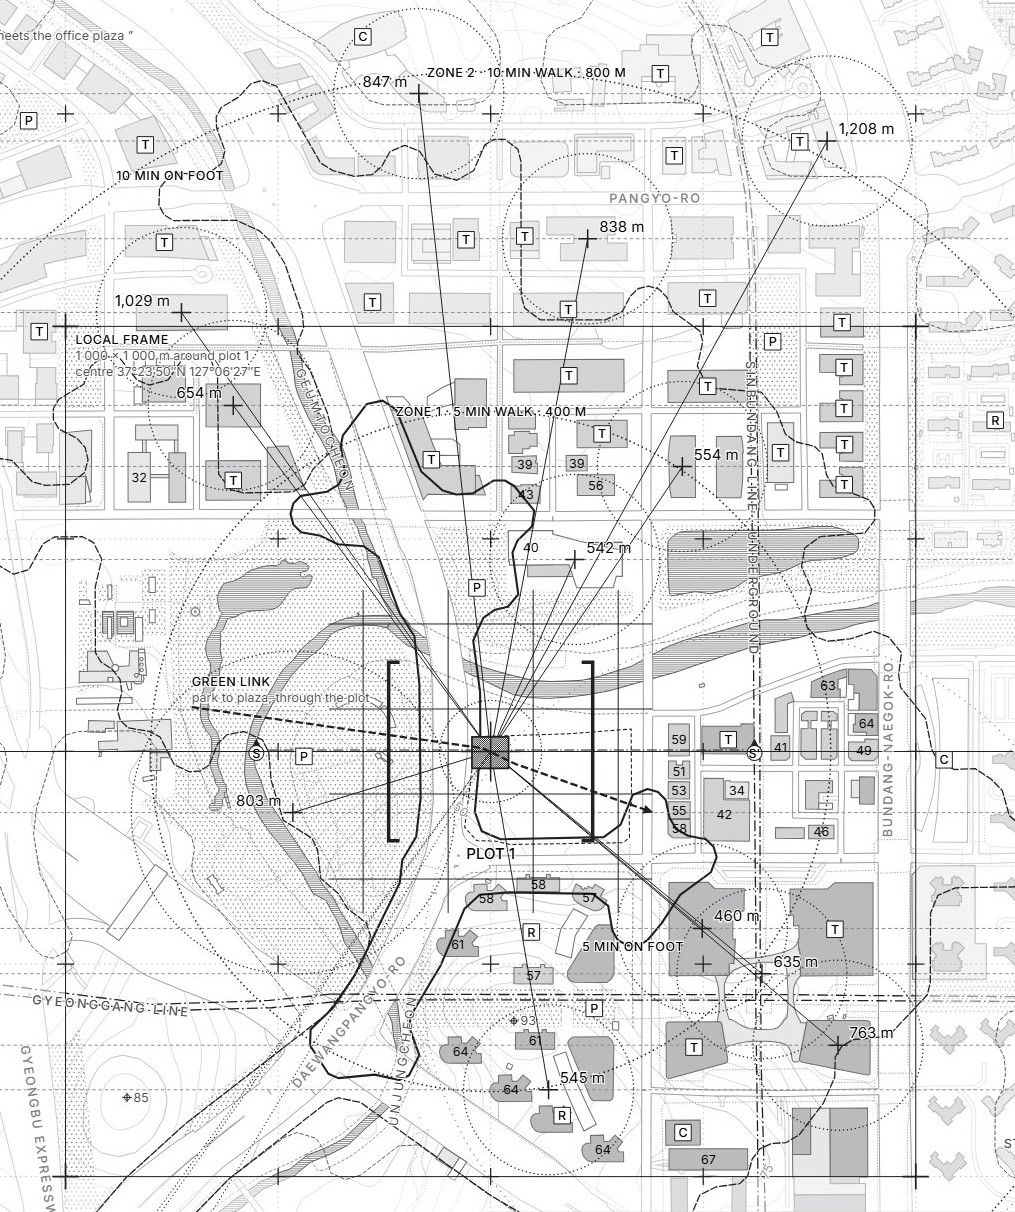 meets the office plaza "
C
T
ZONE 2 · 10 MIN WALK · 800 M
T
847 m
P
1,208 m
T
T
T
10 MIN ON FOOT
PANGYO-RO
838 m
T
T
T
T
1,029 m
T
T
T
T
T
LOCAL FRAME
1 000 × 1 000 m around plot 1
centre 37°23'50"N 127°06'27"E
P
T
T
T
654 m
GEUMTOCHEON
SINBUNDANG LINE UNDERGROUND
ZONE 1 · 5 MIN WALK · 400 M
T
R
T
T
T
554 m
T
39
39
32
T
43
56
T
40
542 m
P
GREEN LINK
park to plaza through the plot
63
BUNDANG-NAEGOK-RO
64
59
T
41
49
S
P
S'
C
51
53
34
803 m
55
42
58
46
PLOT 1
58
58
57
460 m
R
T
61
5 MIN ON FOOT
57
635 m
GYEONGGANG LINE
DAEWANGPANGYO-RO
UNJUNGCHEON
P
93
763 m
61
64
T
GYEONGBU EXPRESSW
545 m
64
85
R
C
64
67
ST